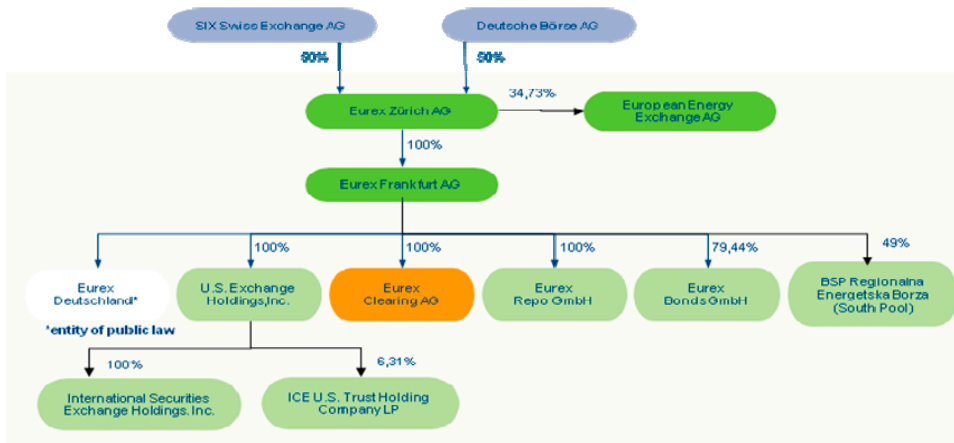 SIX Swiss Exchange AG
Deutsche Börse AG
50%
50%
Eurex Zürich AG
34,73%
European Energy
Exchange AG
100%
Eurex Frankfurt AG
100%
100%
100%
79,44%
49%
Eurex
Deutschland*
U.S. Exchange
Holdings,Inc.
Eurex
Clearing AG
Eurex
Repo GmbH
Eurex
Bonds GmbH
BSP Regionalna
Energetska Borza
(South Pool)
*entity of public law
100%
6,31%
International Securities
Exchange Holdings. Inc.
ICE U.S. Trust Holding
Company LP